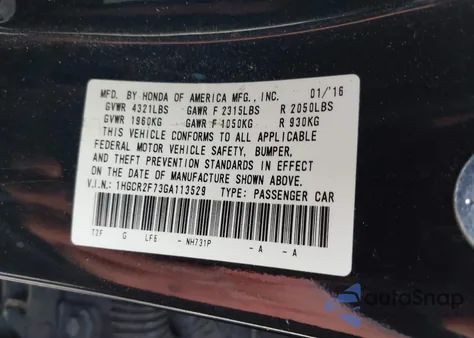 MFD. BY HONDA OF AMERICA MFG., INC. 01/'16
GVWR 4321LBS GAWR F 2315LBS R 2050LBS
GVWR 1960KG GAWR F 1050KG R 930KG
THIS VEHICLE CONFORMS TO ALL APPLICABLE
FEDERAL MOTOR VEHICLE SAFETY, BUMPER,
AND THEFT PREVENTION STANDARDS IN EFFECT
ON THE DATE OF MANUFACTURE SHOWN ABOVE.
V.I.N.: 1HGCR2F73GA113529 TYPE: PASSENGER CAR
T2F G LF6 - NH731P - A - A
autoSnap